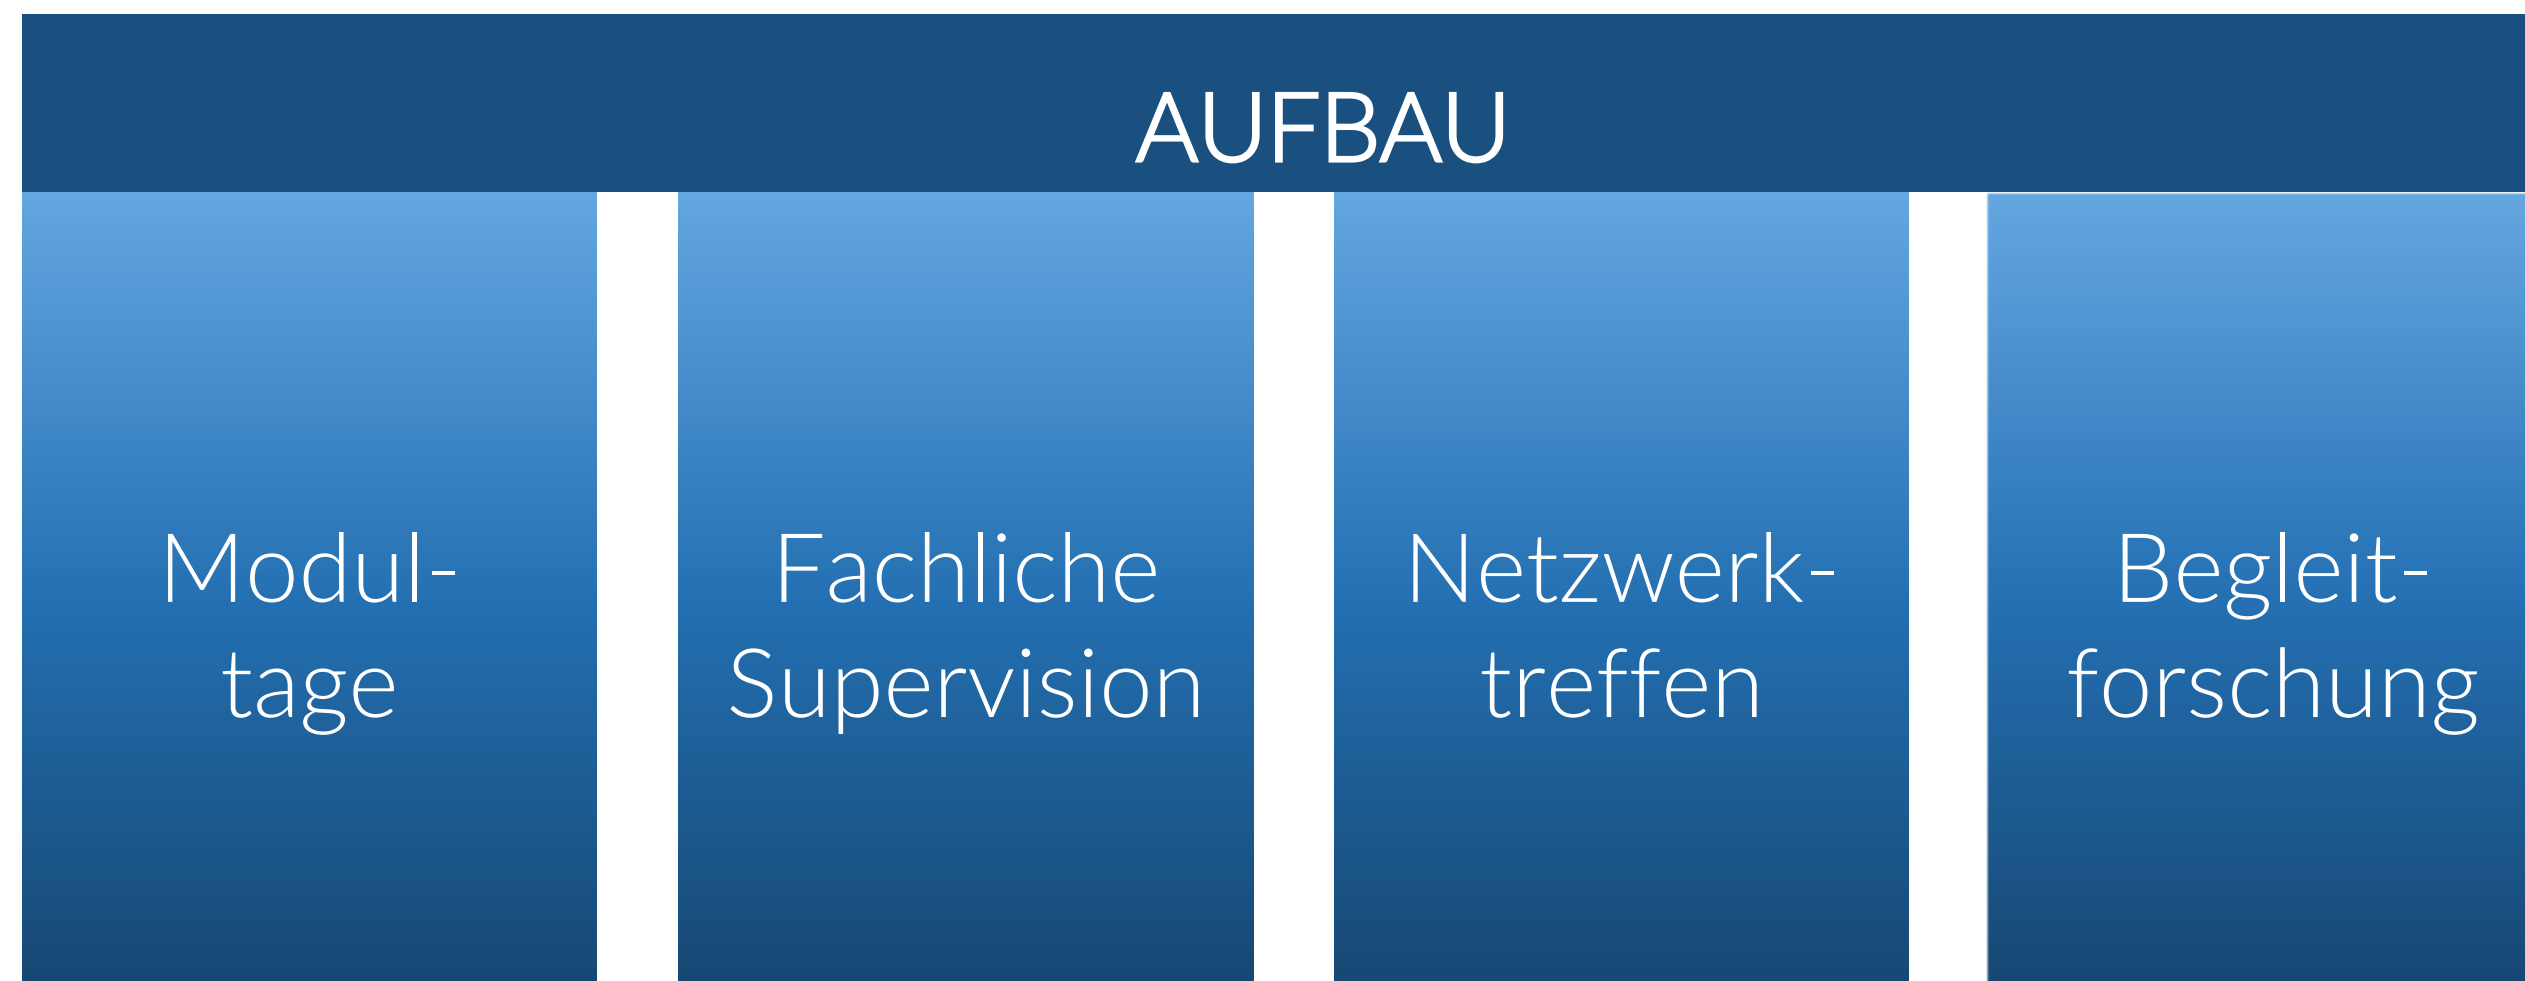 AUFBAU
Modul-
tage
Fachliche
Supervision
Netzwerk-
treffen
Begleit-
forschung